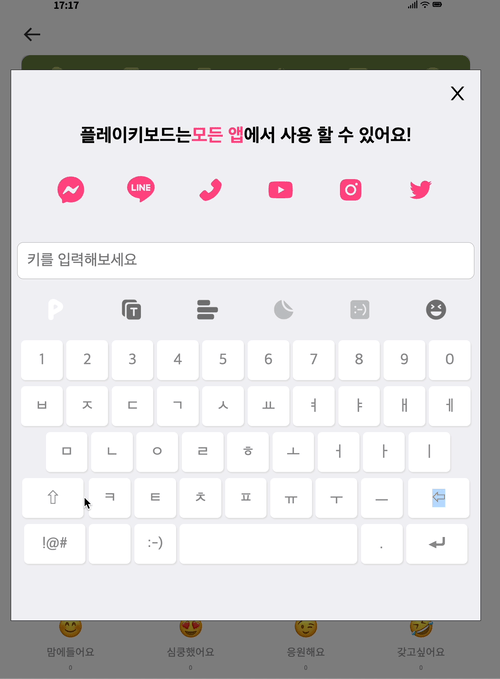 17:17
X
플레이키보드는모든 앱에서 사용 할 수 있어요!
LINE
키를 입력해보세요
P T :-)
1 2 3 4 5 6 7 8 9 0
ㅂ ㅈ ㄷ ㄱ ㅅ ㅛ ㅕ ㅑ ㅐ ㅔ
ㅁ ㄴ ㅇ ㄹ ㅎ ㅗ ㅓ ㅏ ㅣ
⇧ ㅋ ㅌ ㅊ ㅍ ㅠ ㅜ ㅡ ⇦
!@# :-) . ↵
맘에들어요 심쿵했어요 응원해요 갖고싶어요
0 0 0 0